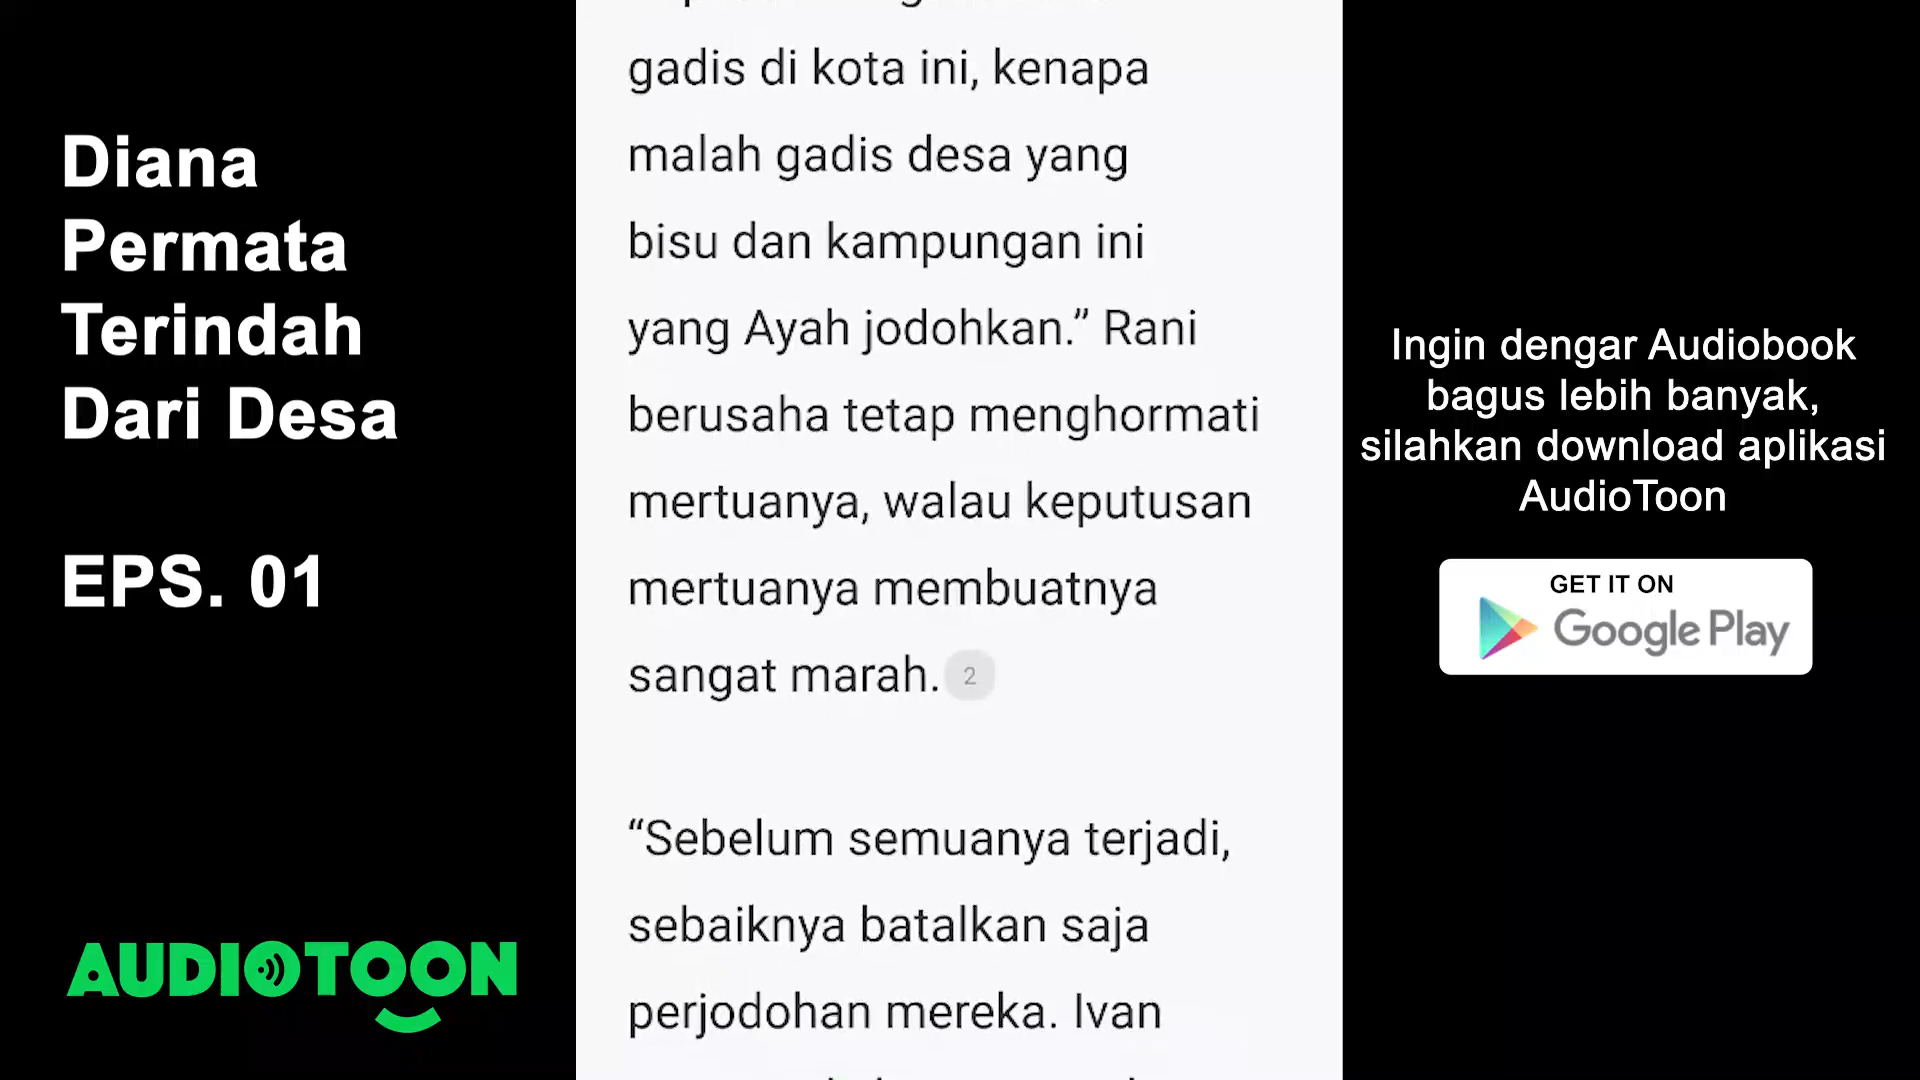 Diana
Permata
Terindah
Dari Desa
EPS. 01
AUDIOTOON
gadis di kota ini, kenapa
malah gadis desa yang
bisu dan kampungan ini
yang Ayah jodohkan.” Rani
berusaha tetap menghormati
mertuanya, walau keputusan
mertuanya membuatnya
sangat marah. 2
“Sebelum semuanya terjadi,
sebaiknya batalkan saja
perjodohan mereka. Ivan
Ingin dengar Audiobook
bagus lebih banyak,
silahkan download aplikasi
AudioToon
GET IT ON
Google Play